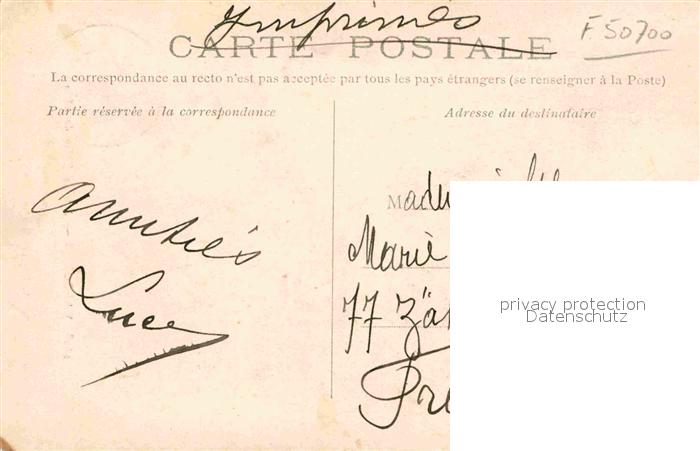 Imprimés
F 50700
CARTE POSTALE
La correspondance au recto n'est pas acceptée par tous les pays étrangers (se renseigner à la Poste)
Partie réservée à la correspondance
Adresse du destinataire
Amitiés
Luce
Marie
77
privacy protection
Datenschutz